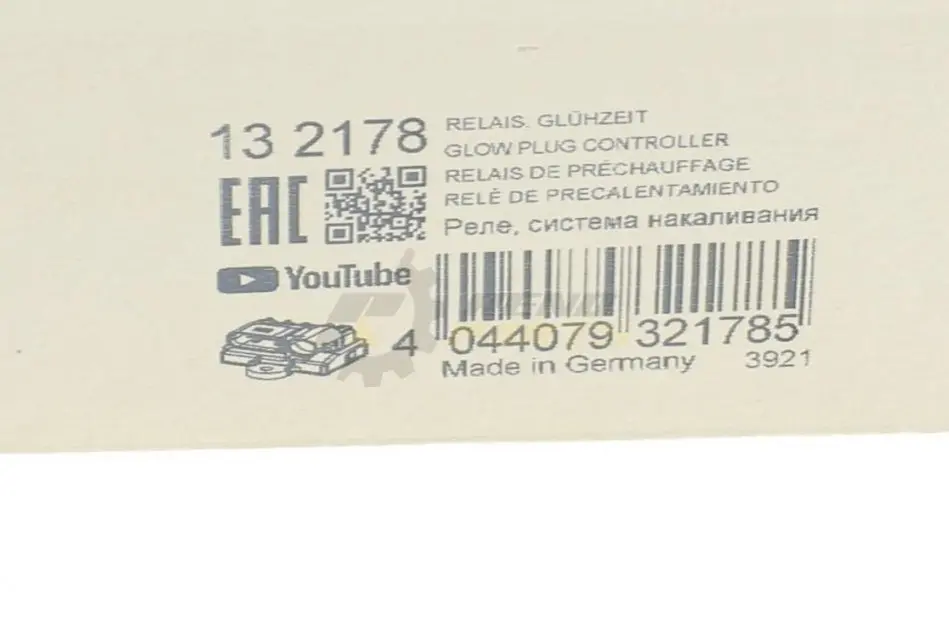 13 2178
RELAIS. GLÜHZEIT
GLOW PLUG CONTROLLER
RELAIS DE PRÉCHAUFFAGE
RELÉ DE PRECALENTAMIENTO
Реле, система накаливания
EAC
YouTube
4 044079 321785
Made in Germany 3921